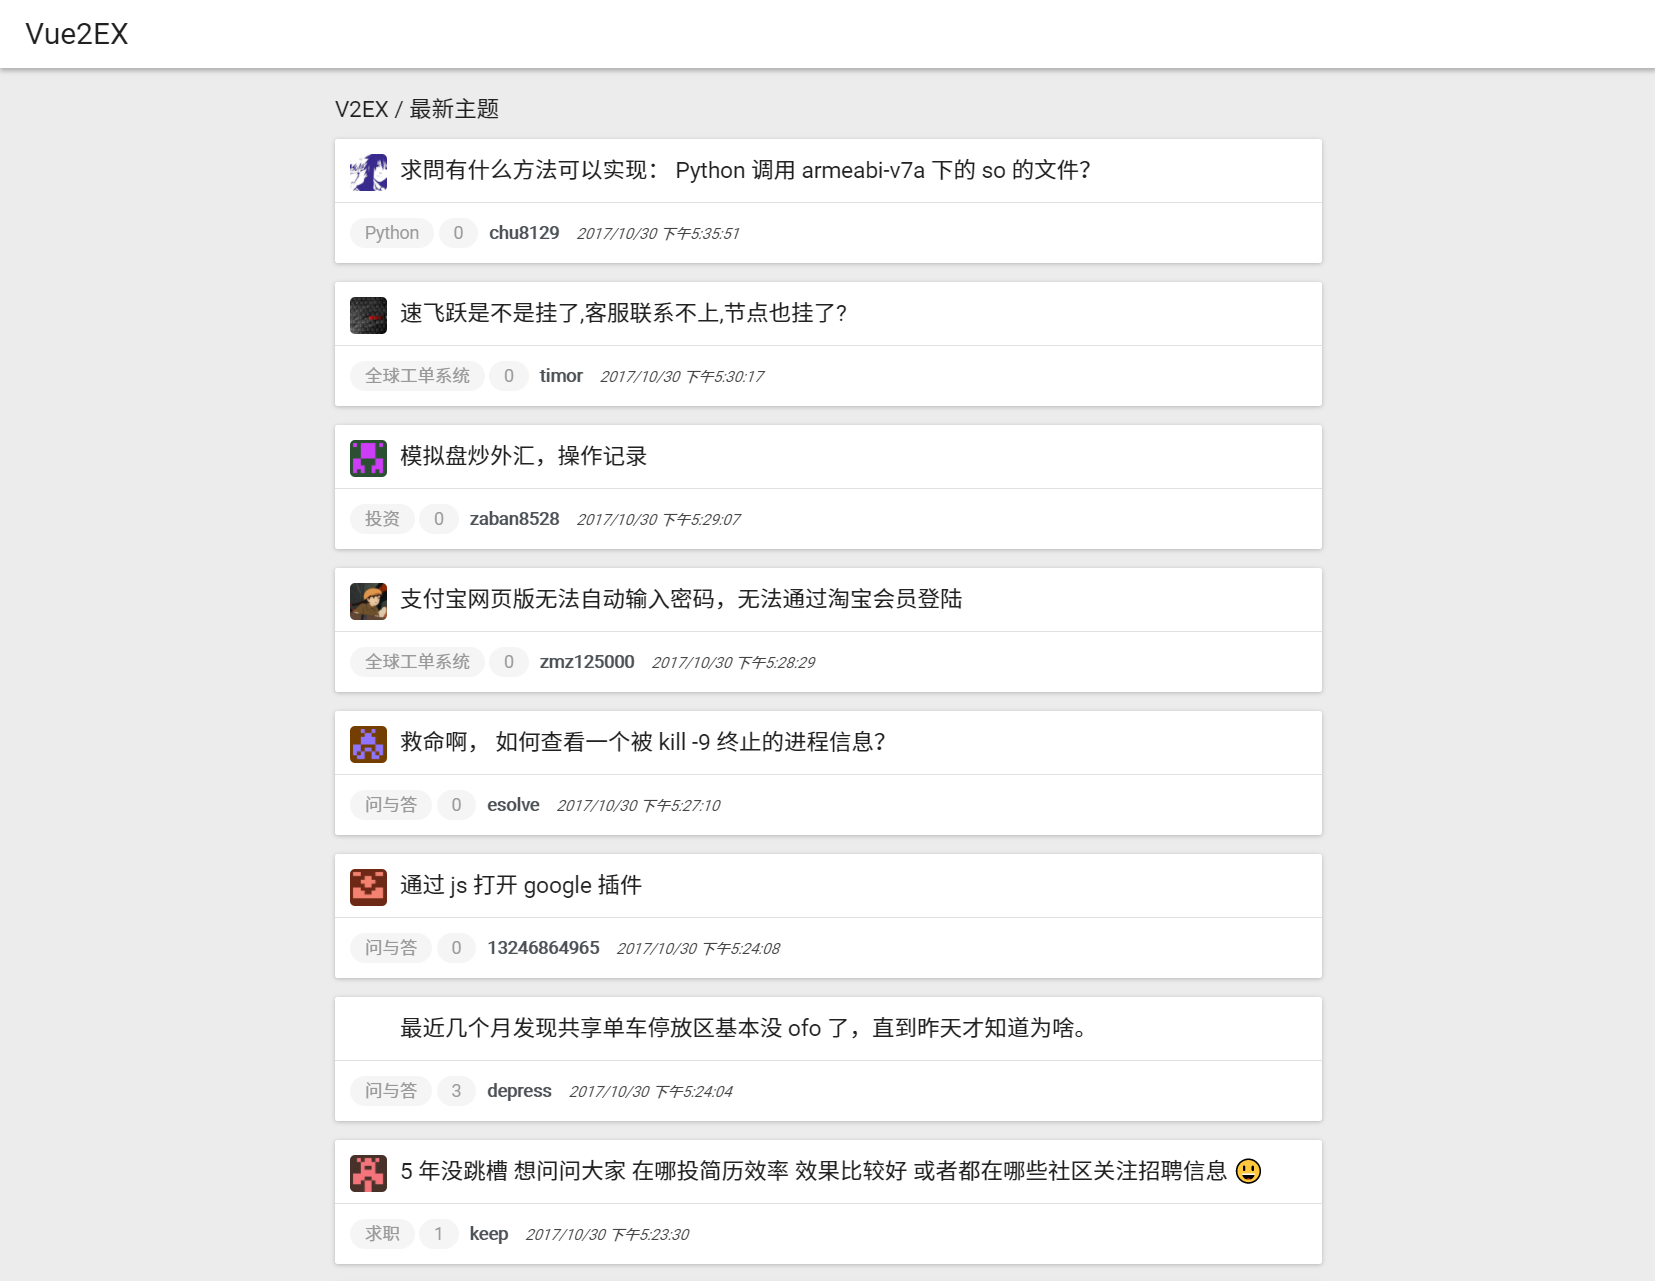 Vue2EX
V2EX / 最新主题
求問有什么方法可以实现： Python 调用 armeabi-v7a 下的 so 的文件？
Python 0 chu8129 2017/10/30 下午5:35:51
速飞跃是不是挂了,客服联系不上,节点也挂了?
全球工单系统 0 timor 2017/10/30 下午5:30:17
模拟盘炒外汇，操作记录
投资 0 zaban8528 2017/10/30 下午5:29:07
支付宝网页版无法自动输入密码，无法通过淘宝会员登陆
全球工单系统 0 zmz125000 2017/10/30 下午5:28:29
救命啊， 如何查看一个被 kill -9 终止的进程信息？
问与答 0 esolve 2017/10/30 下午5:27:10
通过 js 打开 google 插件
问与答 0 13246864965 2017/10/30 下午5:24:08
最近几个月发现共享单车停放区基本没 ofo 了，直到昨天才知道为啥。
问与答 3 depress 2017/10/30 下午5:24:04
5 年没跳槽 想问问大家 在哪投简历效率 效果比较好 或者都在哪些社区关注招聘信息 😃
求职 1 keep 2017/10/30 下午5:23:30